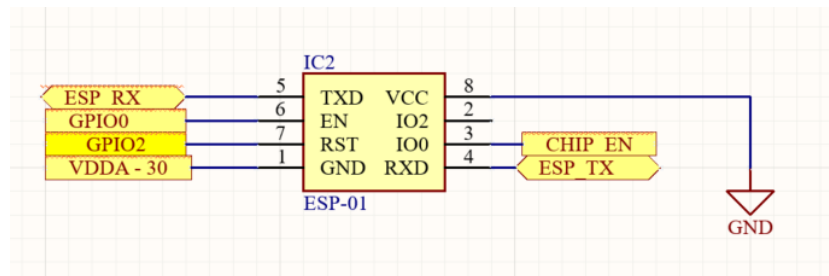 IC2
ESP_RX 5 TXD VCC 8
GPIO0 6 EN IO2 2
GPIO2 7 RST IO0 3 CHIP_EN
VDDA - 30 1 GND RXD 4 ESP_TX
ESP-01
GND